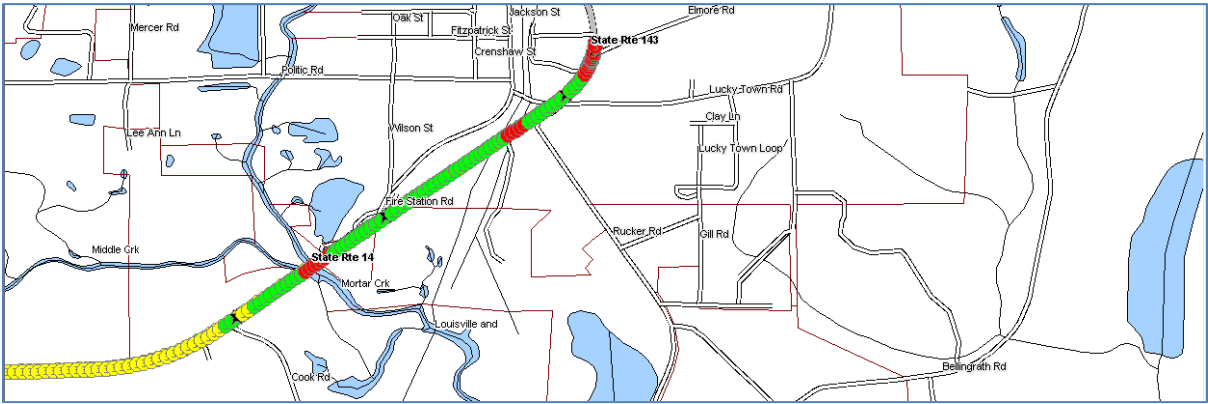 Jackson St
Elmore Rd
Oak St
Mercer Rd
Fitzpatrick St
State Rte 143
Crenshaw St
Politic Rd
Lucky Town Rd
Clay Ln
Wilson St
Lee Ann Ln
Lucky Town Loop
Fire Station Rd
Rucker Rd
Gill Rd
Middle Crk
State Rte 14
Mortar Crk
Louisville and
Bellingrath Rd
Cook Rd